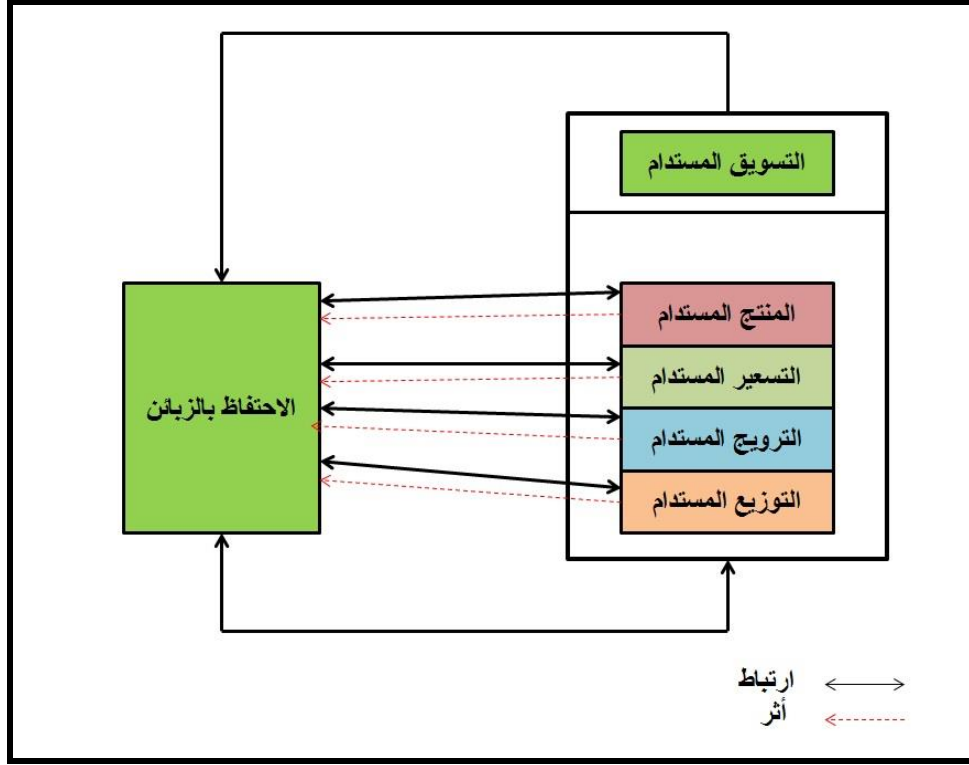 التسويق المستدام
المنتج المستدام
التسعير المستدام
الترويج المستدام
التوزيع المستدام
الاحتفاظ بالزبائن
ارتباط
أثر